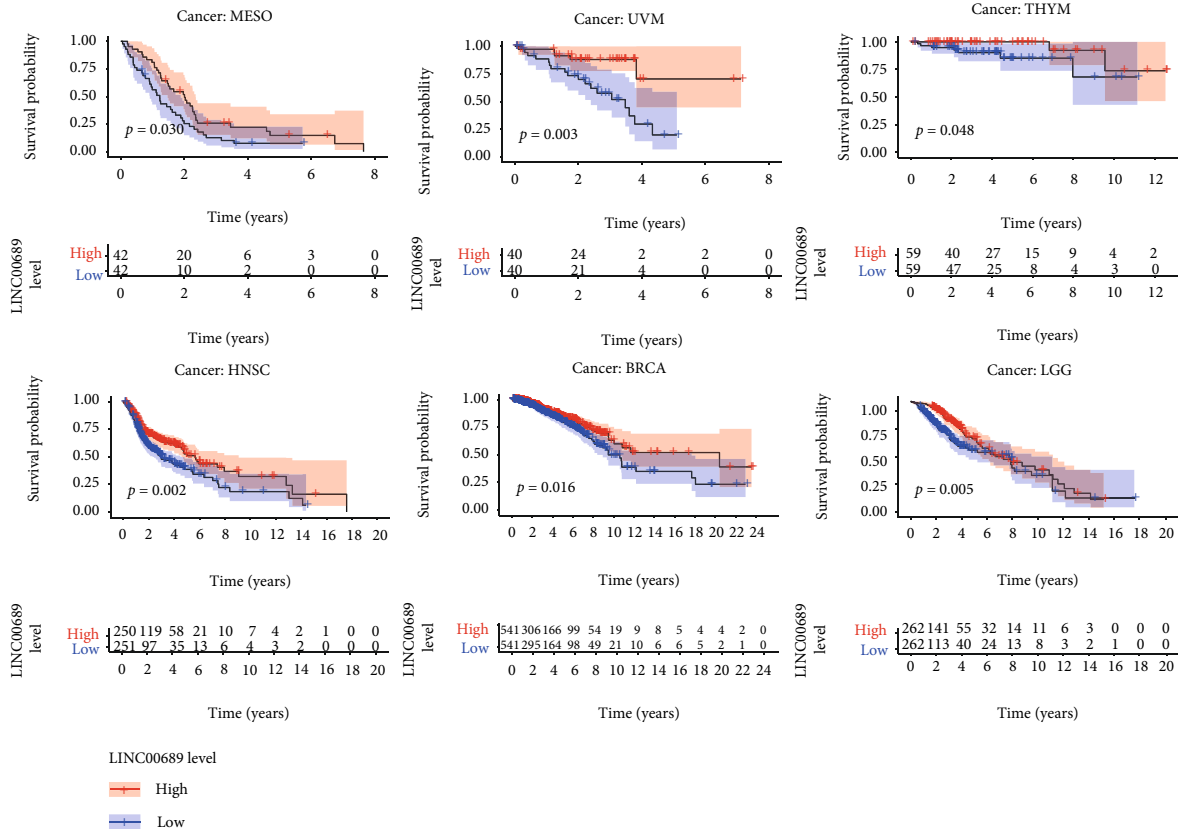 Cancer: MESO
Survival probability
1.00
0.75
0.50
0.25
0.00
p = 0.030
0 2 4 6 8
Time (years)
LINC00689 level
High 42 20 6 3 0
Low 42 10 2 0 0
0 2 4 6 8
Time (years)
Cancer: UVM
Survival probability
1.00
0.75
0.50
0.25
0.00
p = 0.003
0 2 4 6 8
Time (years)
LINC00689 level
High 40 24 2 2 0
Low 40 21 4 0 0
0 2 4 6 8
Time (years)
Cancer: THYM
Survival probability
1.00
0.75
0.50
0.25
0.00
p = 0.048
0 2 4 6 8 10 12
Time (years)
LINC00689 level
High 59 40 27 15 9 4 2
Low 59 47 25 8 4 3 0
0 2 4 6 8 10 12
Time (years)
Cancer: HNSC
Survival probability
1.00
0.75
0.50
0.25
0.00
p = 0.002
0 2 4 6 8 10 12 14 16 18 20
Time (years)
LINC00689 level
High 250 119 58 21 10 7 4 2 1 0 0
Low 251 97 35 13 6 4 3 2 0 0 0
0 2 4 6 8 10 12 14 16 18 20
Time (years)
Cancer: BRCA
Survival probability
1.00
0.75
0.50
0.25
0.00
p = 0.016
0 2 4 6 8 10 12 14 16 18 20 22 24
Time (years)
LINC00689 level
High 541 306 166 99 54 19 9 8 5 4 4 2 0
Low 541 295 164 98 49 21 10 6 6 5 2 1 0
0 2 4 6 8 10 12 14 16 18 20 22 24
Time (years)
Cancer: LGG
Survival probability
1.00
0.75
0.50
0.25
0.00
p = 0.005
0 2 4 6 8 10 12 14 16 18 20
Time (years)
LINC00689 level
High 262 141 55 32 14 11 6 3 0 0 0
Low 262 113 40 24 13 8 3 2 1 0 0
0 2 4 6 8 10 12 14 16 18 20
Time (years)
LINC00689 level
High
Low